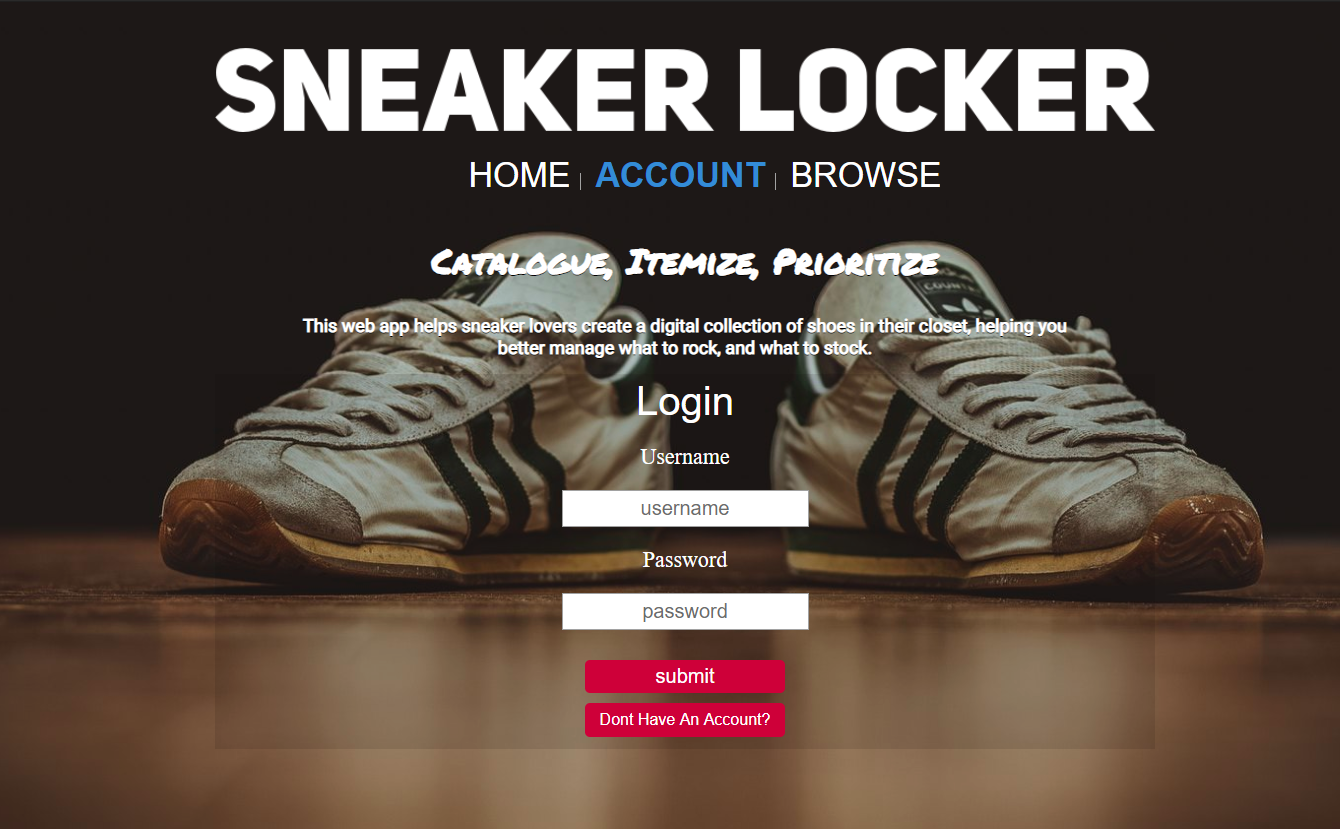 SNEAKER LOCKER
HOME | ACCOUNT | BROWSE
Catalogue, Itemize, Prioritize
COUNTRY
This web app helps sneaker lovers create a digital collection of shoes in their closet, helping you
better manage what to rock, and what to stock.
Login
Username
username
Password
password
submit
Dont Have An Account?